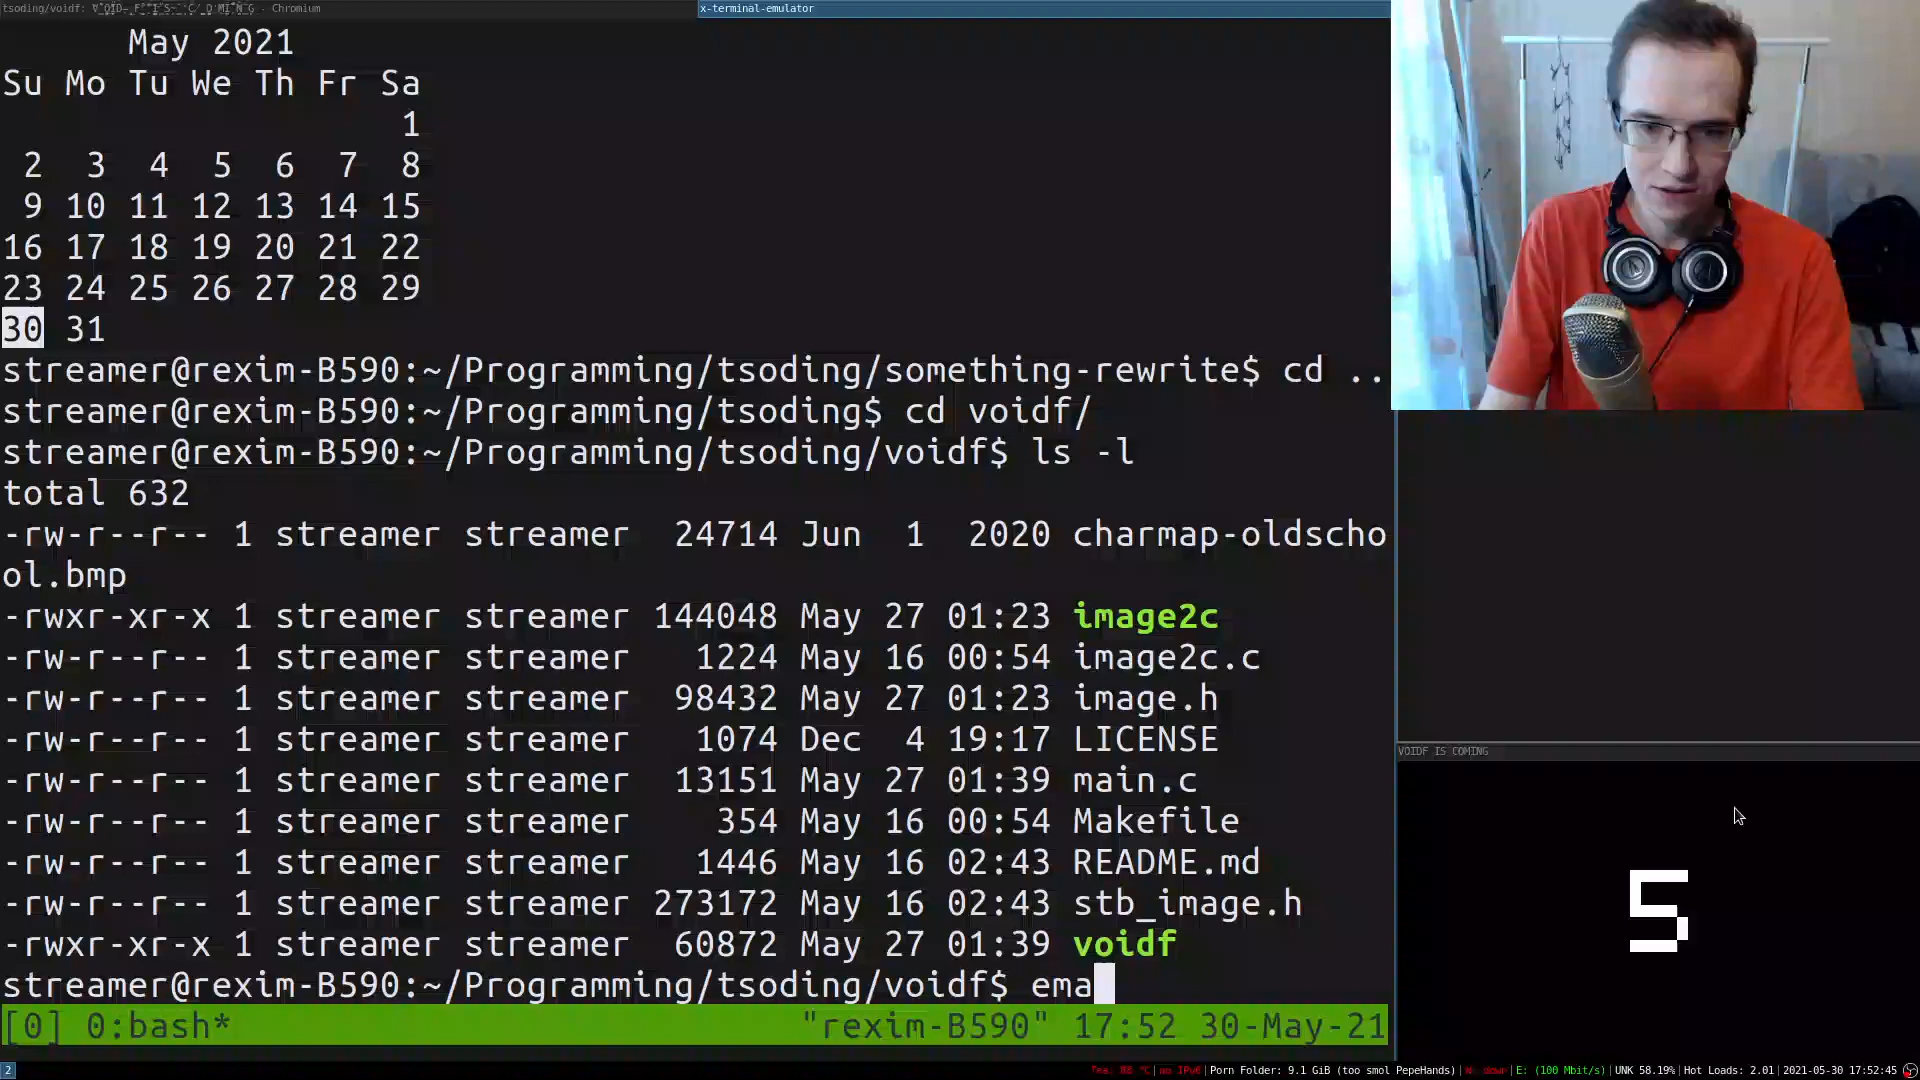 tsoding/voidf: - Chromium
x-terminal-emulator
May 2021
Su Mo Tu We Th Fr Sa
1
2 3 4 5 6 7 8
9 10 11 12 13 14 15
16 17 18 19 20 21 22
23 24 25 26 27 28 29
30 31
streamer@rexim-B590:~/Programming/tsoding/something-rewrite$ cd ..
streamer@rexim-B590:~/Programming/tsoding$ cd voidf/
streamer@rexim-B590:~/Programming/tsoding/voidf$ ls -l
total 632
-rw-r--r-- 1 streamer streamer 24714 Jun 1 2020 charmap-oldscho
ol.bmp
-rwxr-xr-x 1 streamer streamer 144048 May 27 01:23 image2c
-rw-r--r-- 1 streamer streamer 1224 May 16 00:54 image2c.c
-rw-r--r-- 1 streamer streamer 98432 May 27 01:23 image.h
-rw-r--r-- 1 streamer streamer 1074 Dec 4 19:17 LICENSE
-rw-r--r-- 1 streamer streamer 13151 May 27 01:39 main.c
-rw-r--r-- 1 streamer streamer 354 May 16 00:54 Makefile
-rw-r--r-- 1 streamer streamer 1446 May 16 02:43 README.md
-rw-r--r-- 1 streamer streamer 273172 May 16 02:43 stb_image.h
-rwxr-xr-x 1 streamer streamer 60872 May 27 01:39 voidf
streamer@rexim-B590:~/Programming/tsoding/voidf$ ema
[0] 0:bash* "rexim-B590" 17:52 30-May-21
VOIDF IS COMING
5
2
no IPv6|Porn Folder: 9.1 GiB (too smol PepeHands)|W: down|E: (100 Mbit/s)|UNK 58.19%|Hot Loads: 2.01|2021-05-30 17:52:45